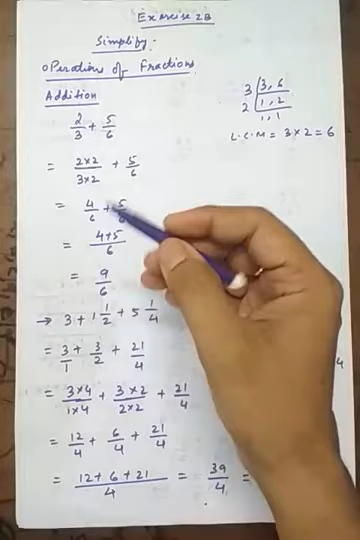 Exercise 2B
Simplify
Operations of Fractions
Addition
2/3 + 5/6
= 2×2/3×2 + 5/6
= 4/6 + 5/6
= 4+5/6
= 9/6
→ 3 + 1 1/2 + 5 1/4
= 3/1 + 3/2 + 21/4
= 3×4/1×4 + 3×2/2×2 + 21/4
= 12/4 + 6/4 + 21/4
= 12+6+21/4 = 39/4 =
3 | 3, 6
2 | 1, 2
1, 1
L.C.M = 3×2 = 6
4